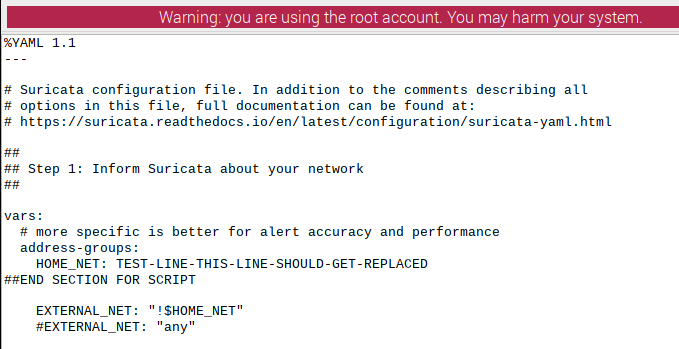 Warning: you are using the root account. You may harm your system.
%YAML 1.1
---
# Suricata configuration file. In addition to the comments describing all
# options in this file, full documentation can be found at:
# https://suricata.readthedocs.io/en/latest/configuration/suricata-yaml.html
##
## Step 1: Inform Suricata about your network
##
vars:
  # more specific is better for alert accuracy and performance
  address-groups:
    HOME_NET: TEST-LINE-THIS-LINE-SHOULD-GET-REPLACED
##END SECTION FOR SCRIPT
    EXTERNAL_NET: "!$HOME_NET"
    #EXTERNAL_NET: "any"